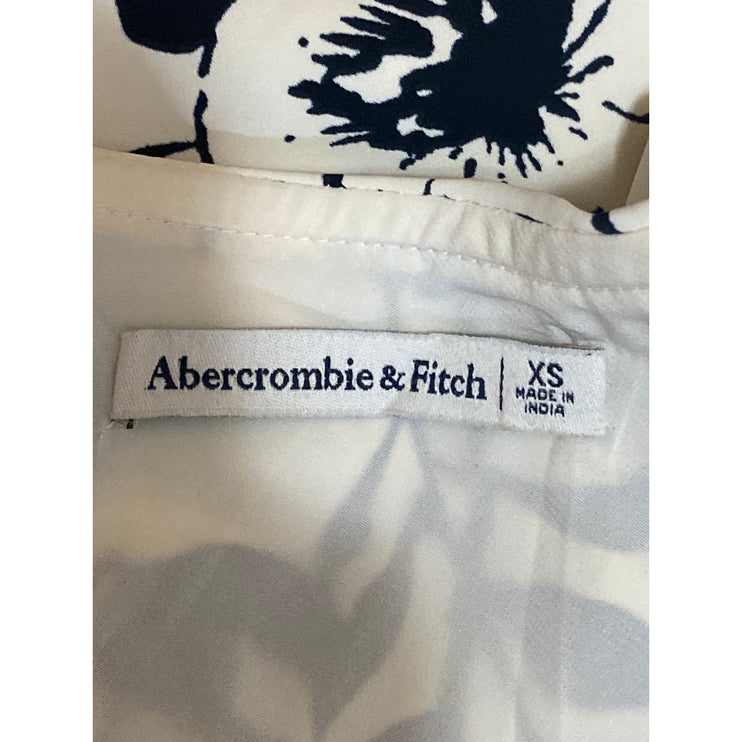 Abercrombie & Fitch | XS
MADE IN
INDIA